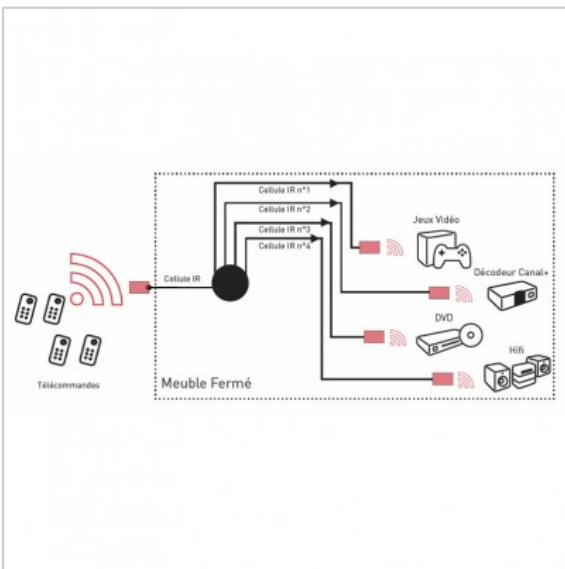 Cellule IR n°1
Cellule IR n°2
Cellule IR n°3
Cellule IR n°4
Jeux Vidéo
Cellule IR
Décodeur Canal+
DVD
Hifi
Télécommandes
Meuble Fermé